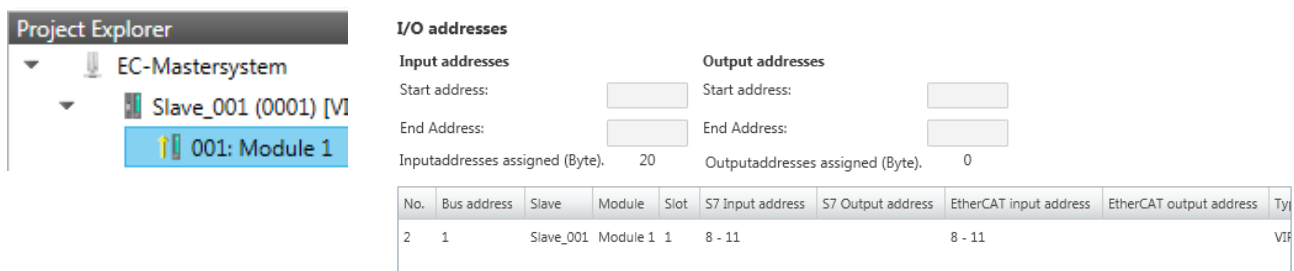 Project Explorer
EC-Mastersystem
Slave_001 (0001) [VI
001: Module 1
I/O addresses
Input addresses Output addresses
Start address: Start address:
End Address: End Address:
Inputaddresses assigned (Byte). 20 Outputaddresses assigned (Byte). 0
No. Bus address Slave Module Slot S7 Input address S7 Output address EtherCAT input address EtherCAT output address Ty
2 1 Slave_001 Module 1 1 8 - 11 8 - 11 VIP